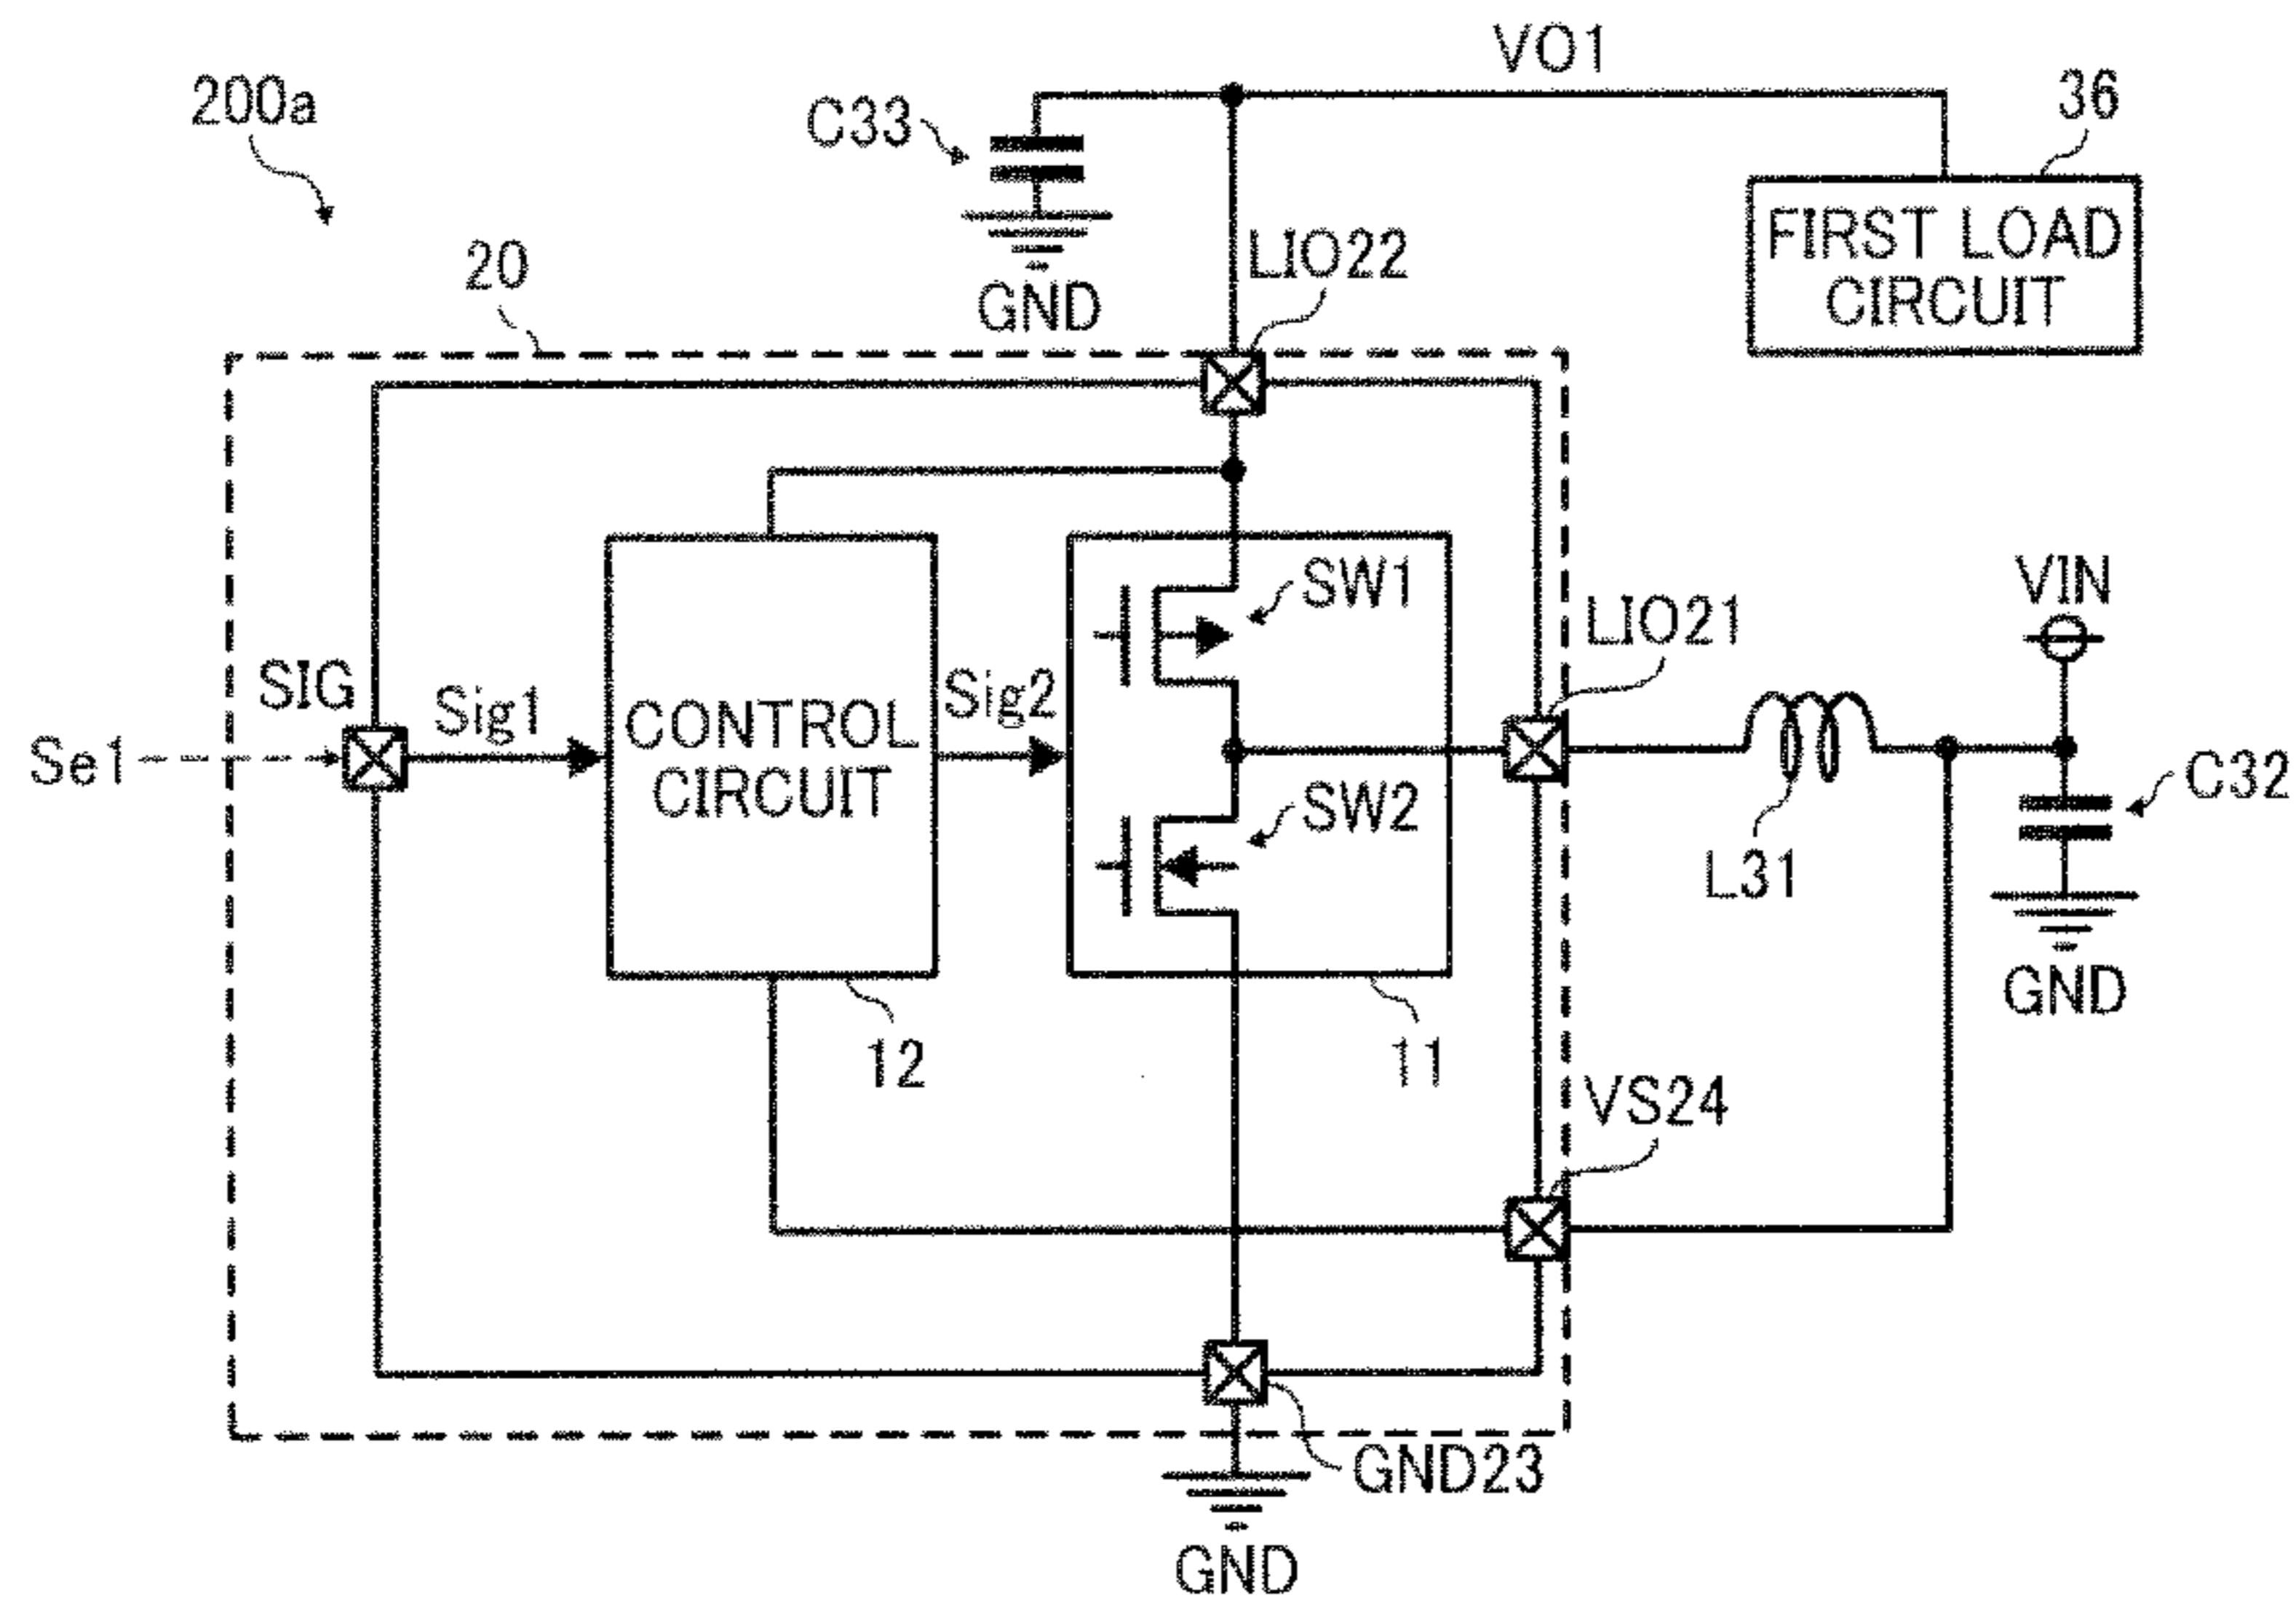 VO1
200a
C33
36
FIRST LOAD
CIRCUIT
20
LIO22
GND
SW1
VIN
LIO21
SIG
Sig1
CONTROL
CIRCUIT
Sig2
Se1
SW2
C32
L31
GND
12
11
VS24
GND23
GND